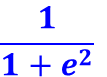 1
1 + e²